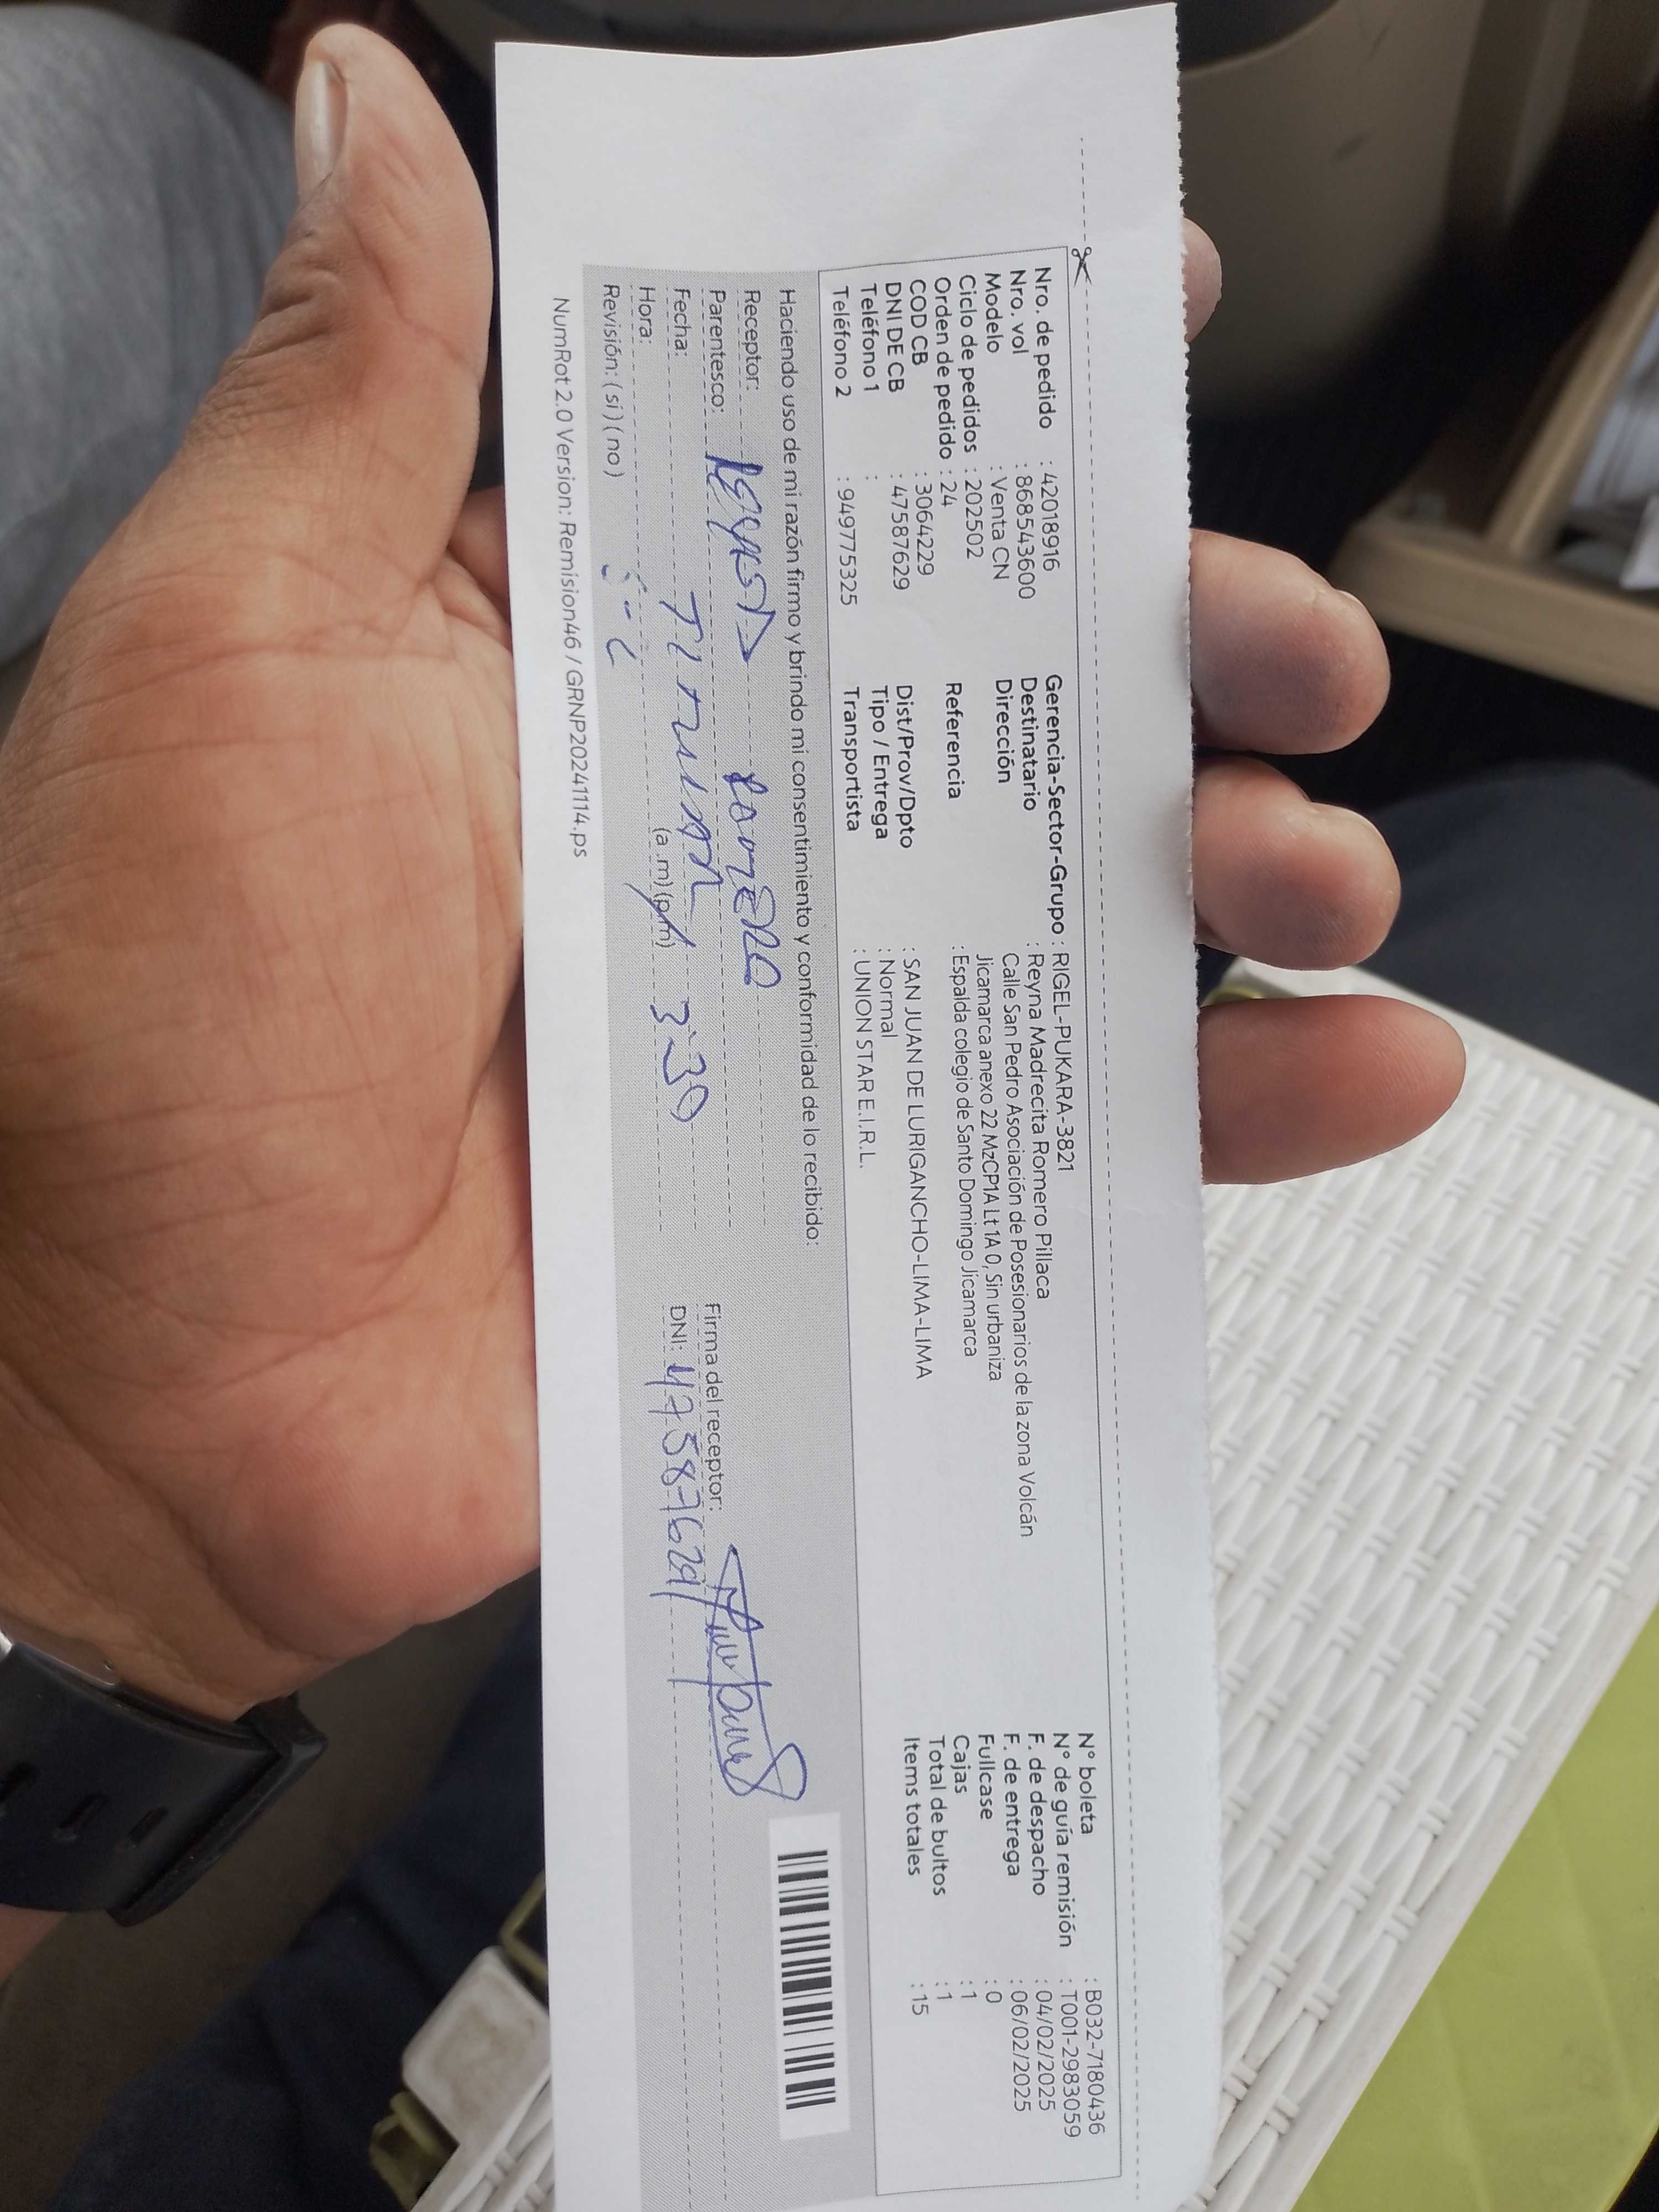 Nro. de pedido : 42018916
Nro. vol : 868543600
Modelo : Venta CN
Ciclo de pedidos : 202502
Orden de pedido : 24
COD CB : 3064229
DNI DE CB : 47587629
Teléfono 1 :
Teléfono 2 : 949775325
Gerencia-Sector-Grupo : RIGEL-PUKARA-3821
Destinatario : Reyna Madrecita Romero Pillaca
Dirección Calle San Pedro Asociación de Posesionarios de la zona Volcán
Jicamarca anexo 22 MzCP1A Lt 1A 0, Sin urbaniza
Referencia : Espalda colegio de Santo Domingo Jicamarca
Dist/Prov/Dpto : SAN JUAN DE LURIGANCHO-LIMA-LIMA
Tipo / Entrega : Normal
Transportista : UNION STAR E.I.R.L.
N° boleta : B032-7180436
N° de guía remisión : T001-2983059
F. de despacho : 04/02/2025
F. de entrega : 06/02/2025
Fullcase : 0
Cajas : 1
Total de bultos : 1
Items totales : 15
Haciendo uso de mi razón firmo y brindo mi consentimiento y conformidad de lo recibido:
Receptor: Romero
Parentesco:
Fecha:
Hora: (a.m) (p.m) 3:30
Revisión: ( si ) ( no )
Firma del receptor:
DNI: 47587629
NumRot 2.0 Version: Remision46 / GRNP20241114.ps